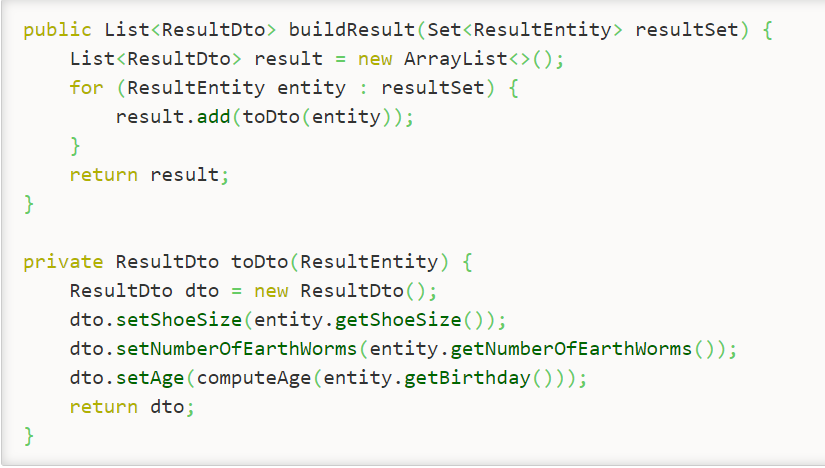 public List<ResultDto> buildResult(Set<ResultEntity> resultSet) {
    List<ResultDto> result = new ArrayList<>();
    for (ResultEntity entity : resultSet) {
        result.add(toDto(entity));
    }
    return result;
}

private ResultDto toDto(ResultEntity) {
    ResultDto dto = new ResultDto();
    dto.setShoeSize(entity.getShoeSize());
    dto.setNumberOfEarthWorms(entity.getNumberOfEarthWorms());
    dto.setAge(computeAge(entity.getBirthday()));
    return dto;
}